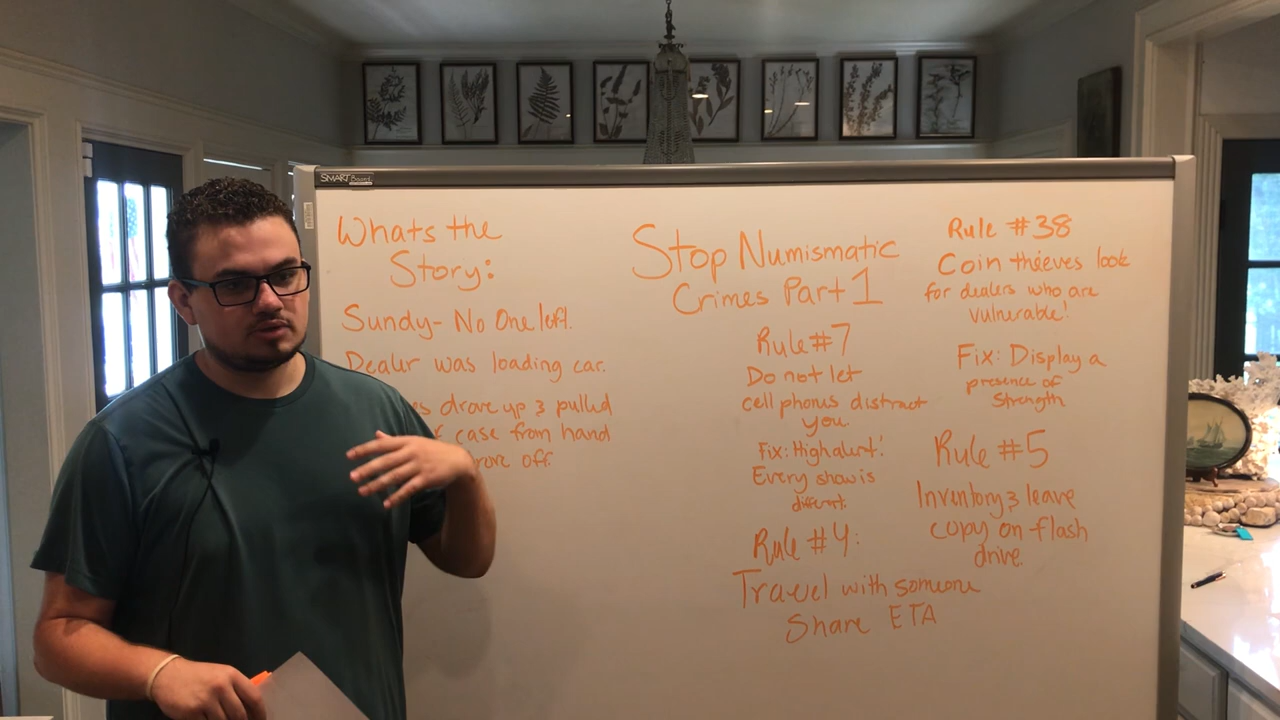 SMART Board
Whats the
Story:
Sundy- No One left.
Dealer was loading car.
drove up & pulled
case from hand
off.
Stop Numismatic
Crimes Part 1
Rule #7
Do not let
cell phones distract
you.
Fix: High alert!
Every show is
different.
Rule #4:
Travel with someone
Share ETA
Rule #38
Coin thieves look
for dealers who are
vulnerable!
Fix: Display a
presence of
Strength
Rule #5
Inventory & leave
copy on flash
drive.